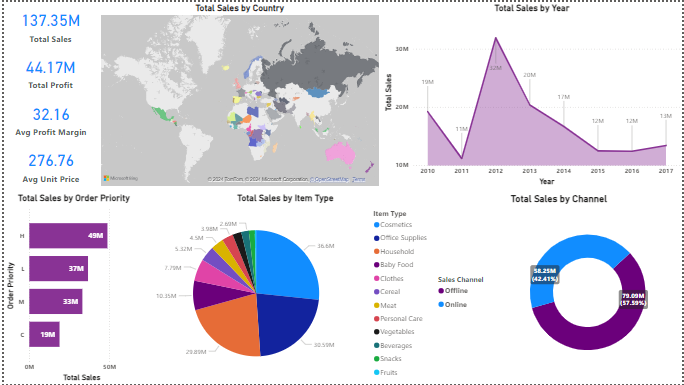 137.35M
Total Sales
44.17M
Total Profit
32.16
Avg Profit Margin
276.76
Avg Unit Price
Total Sales by Country
Microsoft Map
© 2024 TomTom, © 2024 Microsoft Corporation, © OpenStreetMap Terms
Total Sales by Year
Total Sales
30M
20M
10M
19M
11M
32M
20M
17M
12M
12M
13M
2010 2011 2012 2013 2014 2015 2016 2017
Year
Total Sales by Order Priority
Order Priority
H 49M
L 37M
M 33M
C 19M
0M 50M
Total Sales
Total Sales by Item Type
2.69M
3.98M
4.5M
5.32M
7.79M
10.35M
29.89M
30.59M
36.6M
Item Type
Cosmetics
Office Supplies
Household
Baby Food
Clothes
Cereal
Meat
Personal Care
Vegetables
Beverages
Snacks
Fruits
Total Sales by Channel
Sales Channel
Offline
Online
58.25M
(42.41%)
79.09M
(57.59%)